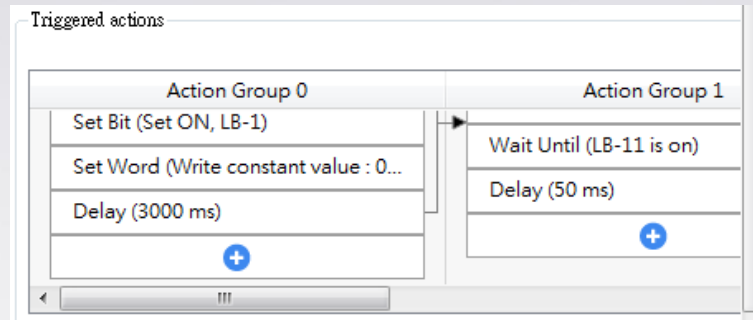 Triggered actions
Action Group 0
Action Group 1
Set Bit (Set ON, LB-1)
Set Word (Write constant value : 0...
Delay (3000 ms)
Wait Until (LB-11 is on)
Delay (50 ms)